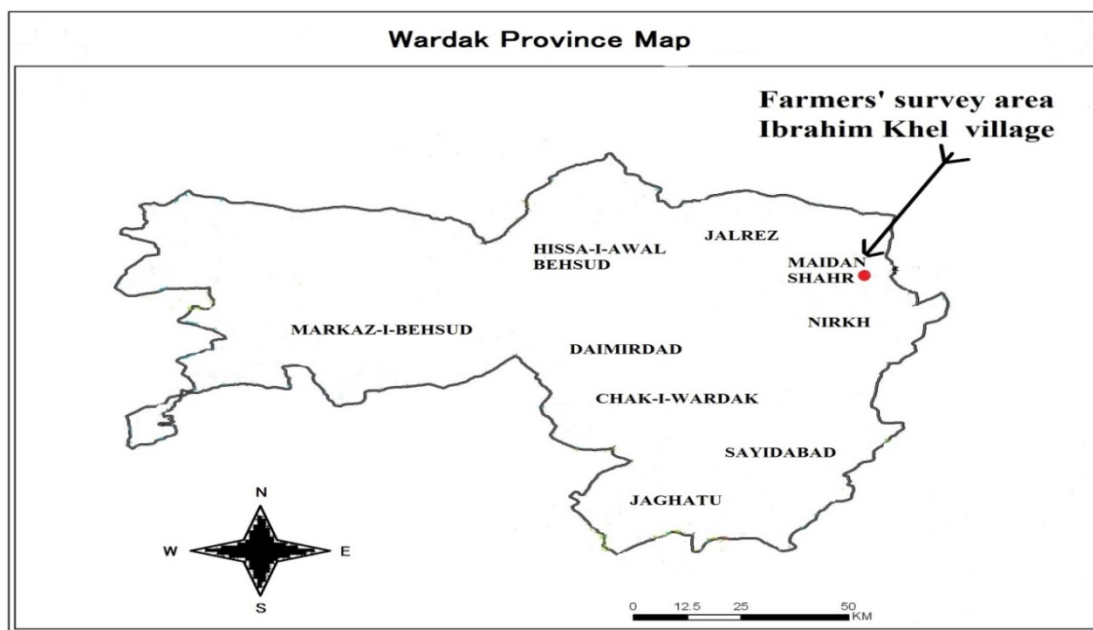 Wardak Province Map
Farmers' survey area
Ibrahim Khel village
JALREZ
HISSA-I-AWAL
BEHSUD
MAIDAN
SHAHR
NIRKH
MARKAZ-I-BEHSUD
DAIMIRDAD
CHAK-I-WARDAK
SAYIDABAD
JAGHATU
N
W
E
S
0 12.5 25 50
KM